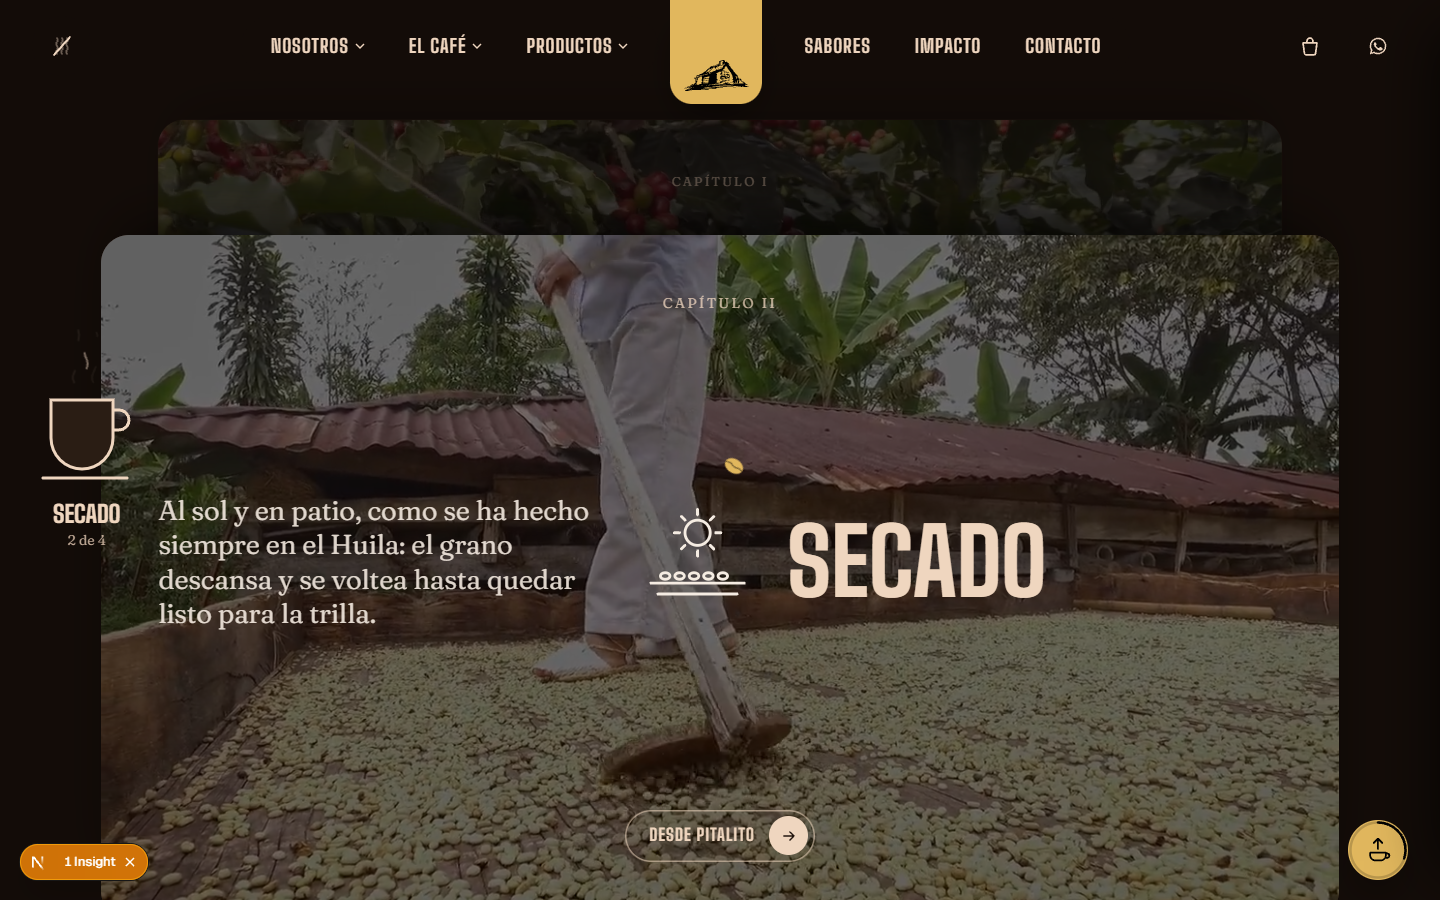 NOSOTROS
EL CAFÉ
PRODUCTOS
SABORES
IMPACTO
CONTACTO
CAPÍTULO I
CAPÍTULO II
SECADO
2 de 4
Al sol y en patio, como se ha hecho
siempre en el Huila: el grano
descansa y se voltea hasta quedar
listo para la trilla.
SECADO
DESDE PITALITO
N
1 Insight